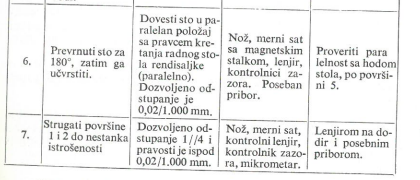 6.
Prevrnuti sto za
180°, zatim ga
učvrstiti.
Dovesti sto u pa-
ralelan položaj
sa pravcem kre-
tanja radnog sto-
la rendisaljke
(paralelno).
Dozvoljeno od-
stupanje je
0,02/1.000 mm.
Nož, merni sat
sa magnetskim
stalkom, lenjir,
kontrolnici za-
zora. Poseban
pribor.
Proveriti para
lelnost sa hodom
stola, po površi-
ni 5.
7.
Strugati površine
1 i 2 do nestanka
istrošenosti
Dozvoljeno od-
stupanje 1//4 i
pravosti je ispod
0,02/1.000 mm.
Nož, merni sat,
kontrolni lenjir,
kontrolnik zazo-
ra, mikrometar.
Lenjirom na do-
dir i posebnim
priborom.